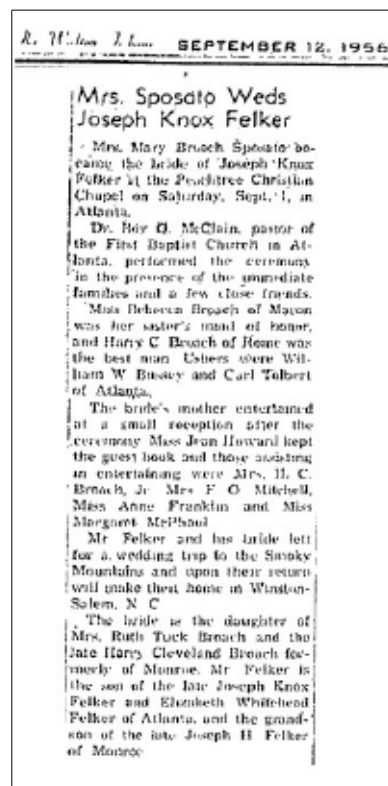 SEPTEMBER 12, 1956
Mrs. Sposato Weds
Joseph Knox Felker
Mrs. Mary Broach Sposato be-
came the bride of Joseph Knox
Felker at the Peachtree Christian
Chapel on Saturday, Sept. 1, in
Atlanta.
Dr. Roy O. McClain, pastor of
the First Baptist Church in At-
lanta, performed the ceremony
in the presence of the immediate
families and a few close friends.
Miss Rebecca Broach of Macon
was her sister's maid of honor,
and Harry C Broach of Rome was
the best man Ushers were Wil-
liam W Bussey and Carl Tolbert
of Atlanta.
The bride's mother entertained
at a small reception after the
ceremony Miss Jean Howard kept
the guest book and those assisting
in entertaining were Mrs. H. C.
Broach, Jr Mrs F O Mitchell,
Miss Anne Franklin and Miss
Margaret McPhaul
Mr Felker and his bride left
for a wedding trip to the Smoky
Mountains and upon their return
will make their home in Winston-
Salem, N C
The bride is the daughter of
Mrs. Ruth Tuck Broach and the
late Harry Cleveland Broach for-
merly of Monroe. Mr Felker is
the son of the late Joseph Knox
Felker and Elizabeth Whitehead
Felker of Atlanta, and the grand-
son of the late Joseph H Felker
of Monroe